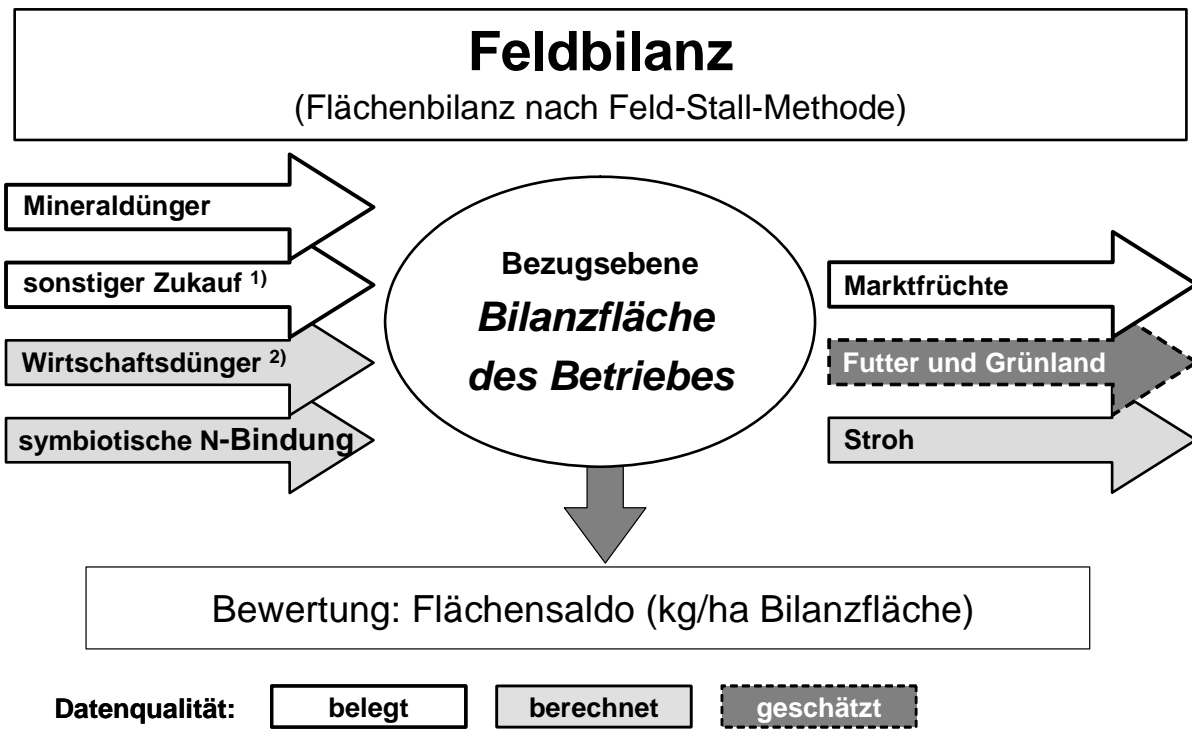 Feldbilanz
(Flächenbilanz nach Feld-Stall-Methode)
Mineraldünger
sonstiger Zukauf 1)
Wirtschaftsdünger 2)
symbiotische N-Bindung
Bezugsebene
Bilanzfläche
des Betriebes
Marktfrüchte
Futter und Grünland
Stroh
Bewertung: Flächensaldo (kg/ha Bilanzfläche)
Datenqualität: belegt berechnet geschätzt